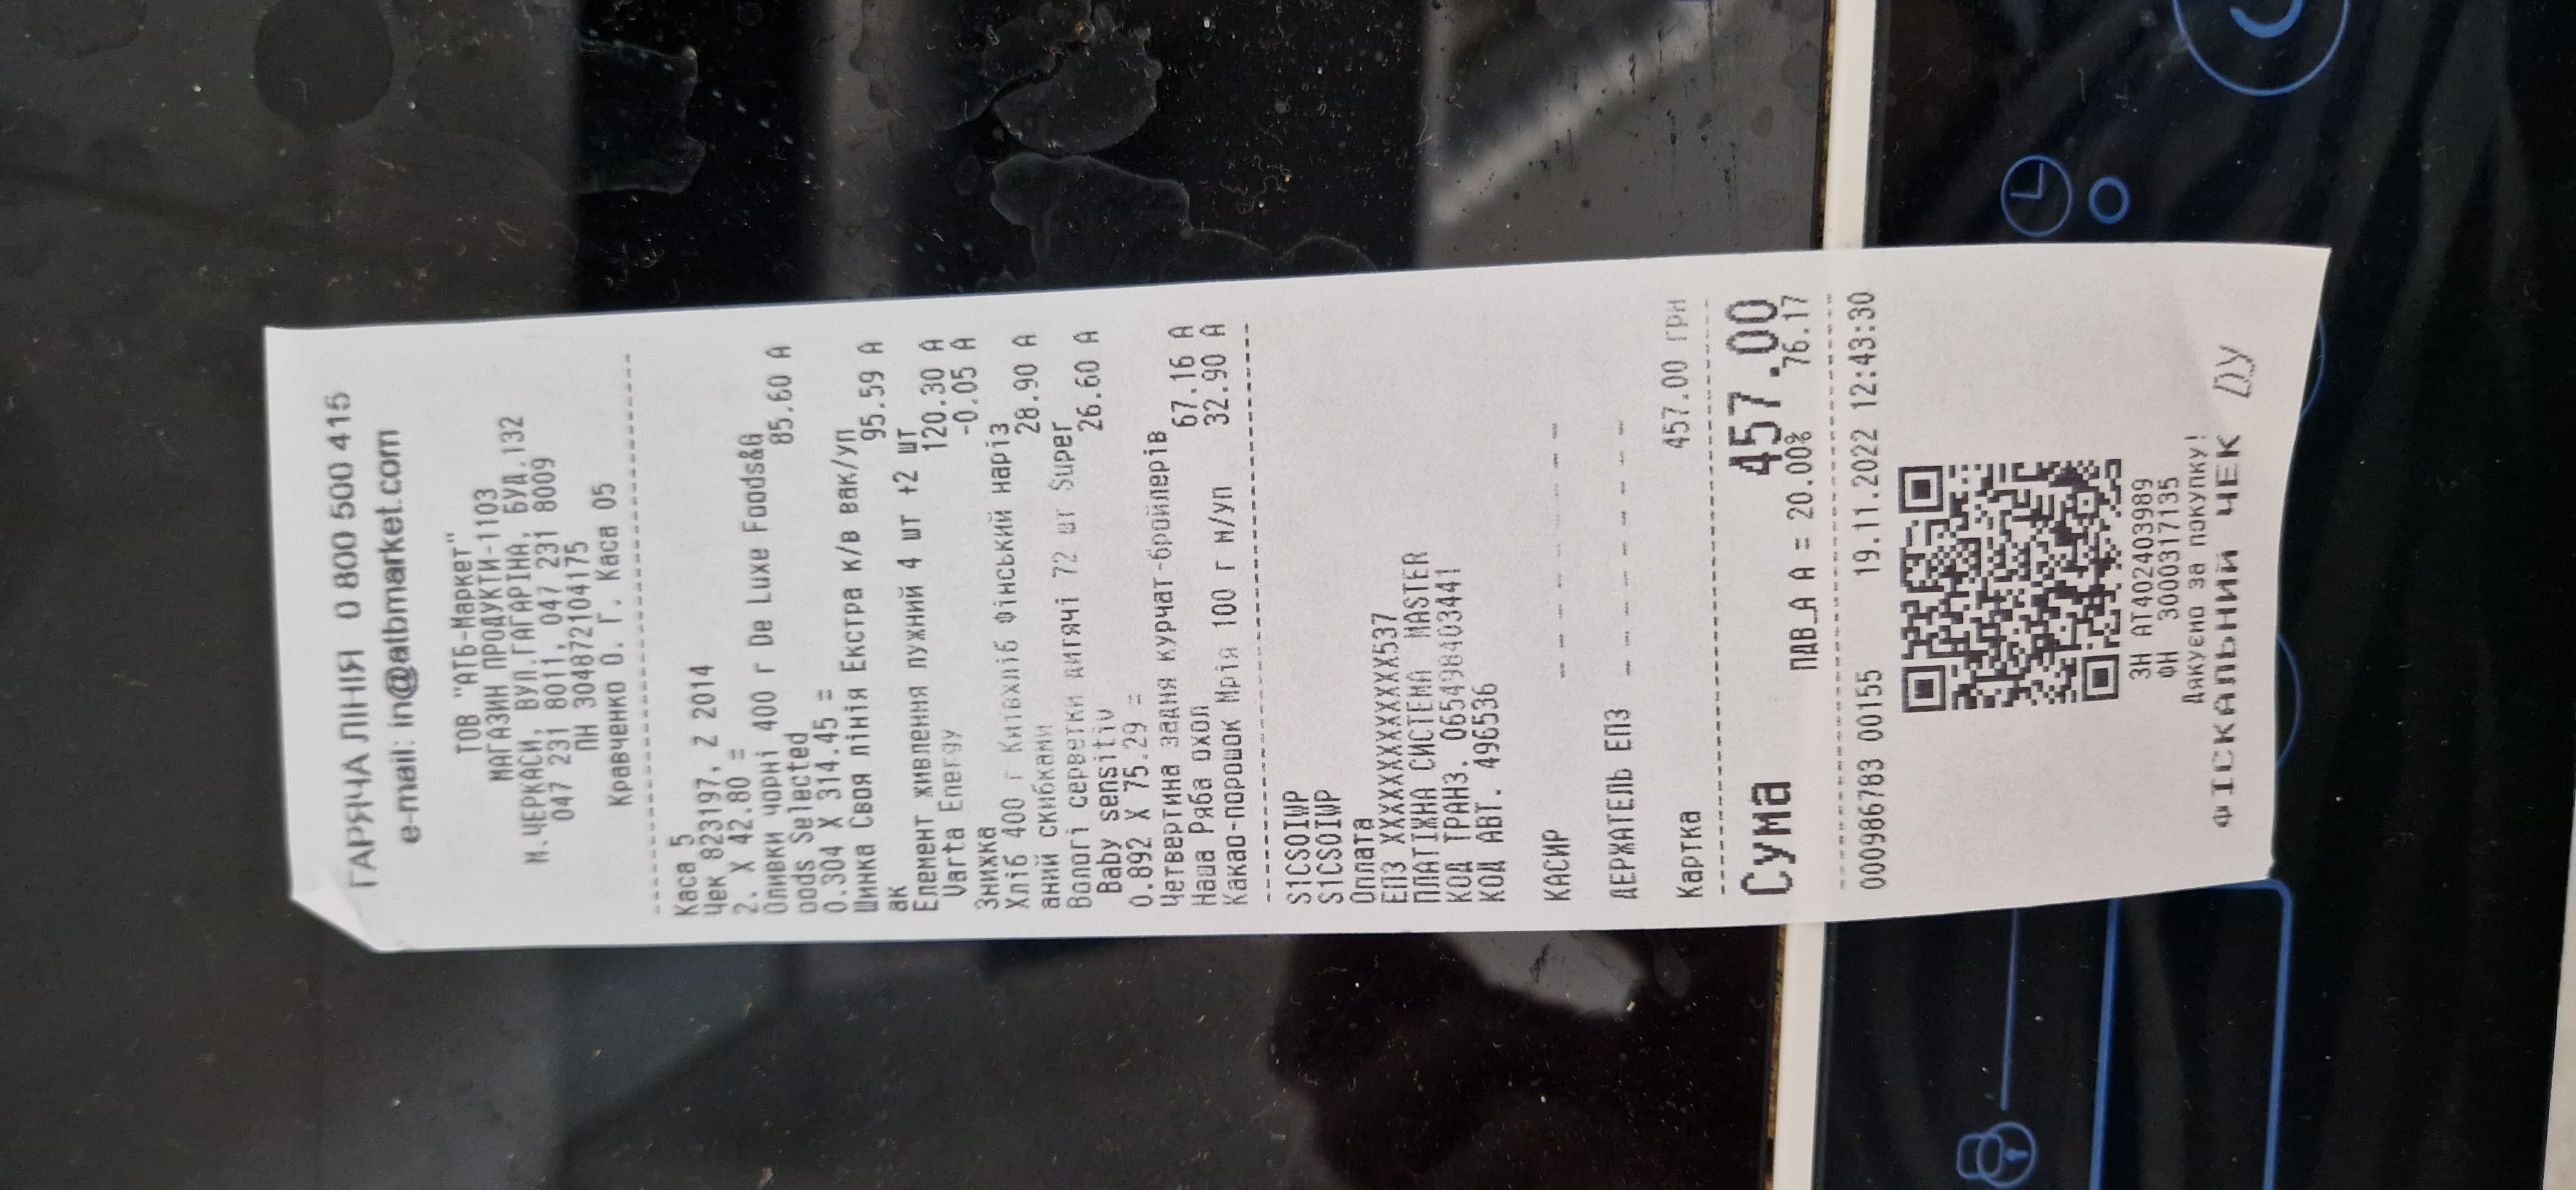 ГАРЯЧА ЛІНІЯ 0 800 500 415
e-mail: in@atbmarket.com
ТОВ "АТБ-Маркет"
МАГАЗИН ПРОДУКТИ-1103
М.ЧЕРКАСИ, ВУЛ.ГАГАРІНА, БУД.132
047 231 8011, 047 231 8009
ПН 304872104175
Кравченко О. Г. Каса 05
Каса 5
Чек 823197, Z 2014
2. X 42.80 =
Оливки чорні 400 г De Luxe Foods&G
oods Selected 85.60 А
0.304 X 314.45 =
Шинка Своя лінія Екстра к/в вак/уп
ак 95.59 А
Елемент живлення лужний 4 шт +2 шт
Varta Energy 120.30 А
Знижка -0.05 А
Хліб 400 г Київхліб Фінський наріз
аний скибками 28.90 А
Вологі серветки дитячі 72 шт Super
Baby sensitiv 26.60 А
0.892 X 75.29 =
Четвертина задня курчат-бройлерів
Наша Ряба охол 67.16 А
Какао-порошок Мрія 100 г м/уп 32.90 А
S1CS0IWP
S1CS0IWP
Оплата
ЕПЗ XXXXXXXXXXXXX537
ПЛАТІЖНА СИСТЕМА MASTER
КОД ТРАНЗ. 065498403441
КОД АВТ. 496536
КАСИР
ДЕРЖАТЕЛЬ ЕПЗ
Картка 457.00 ГРН
Сума 457.00
ПДВ_А А = 20.00% 76.17
000986783 00155 19.11.2022 12:43:30
ЗН АТ402403989
ФН 3000317135
Дякуємо за покупку!
ФІСКАЛЬНИЙ ЧЕК